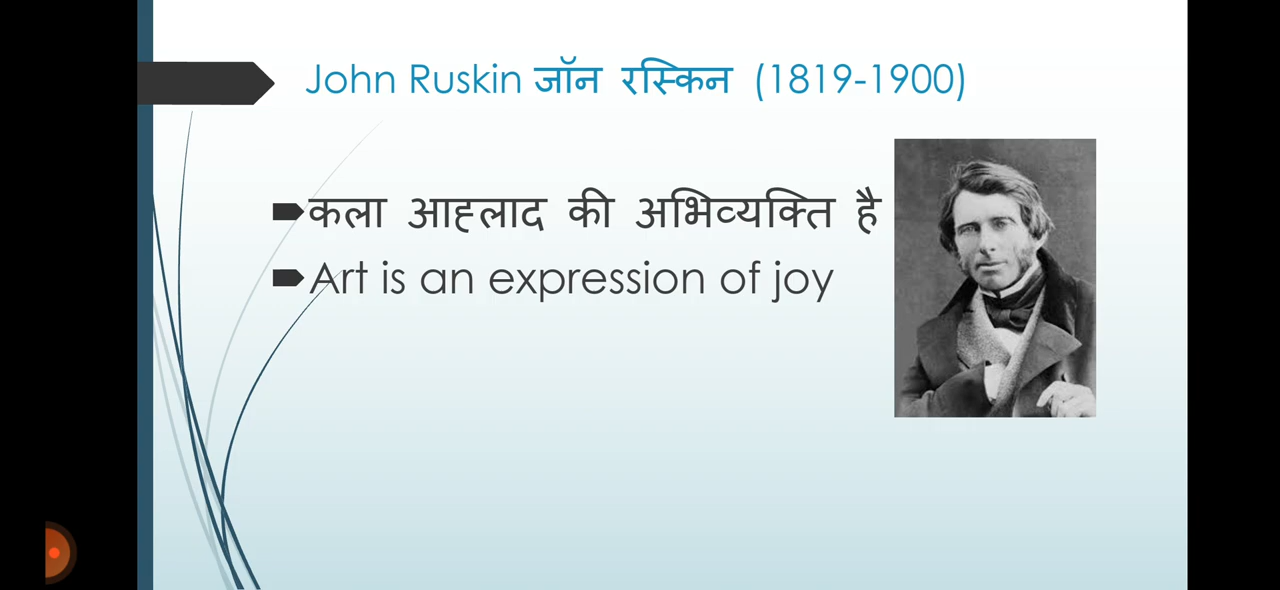 John Ruskin जॉन रस्किन (1819-1900)
कला आह्लाद की अभिव्यक्ति है
Art is an expression of joy